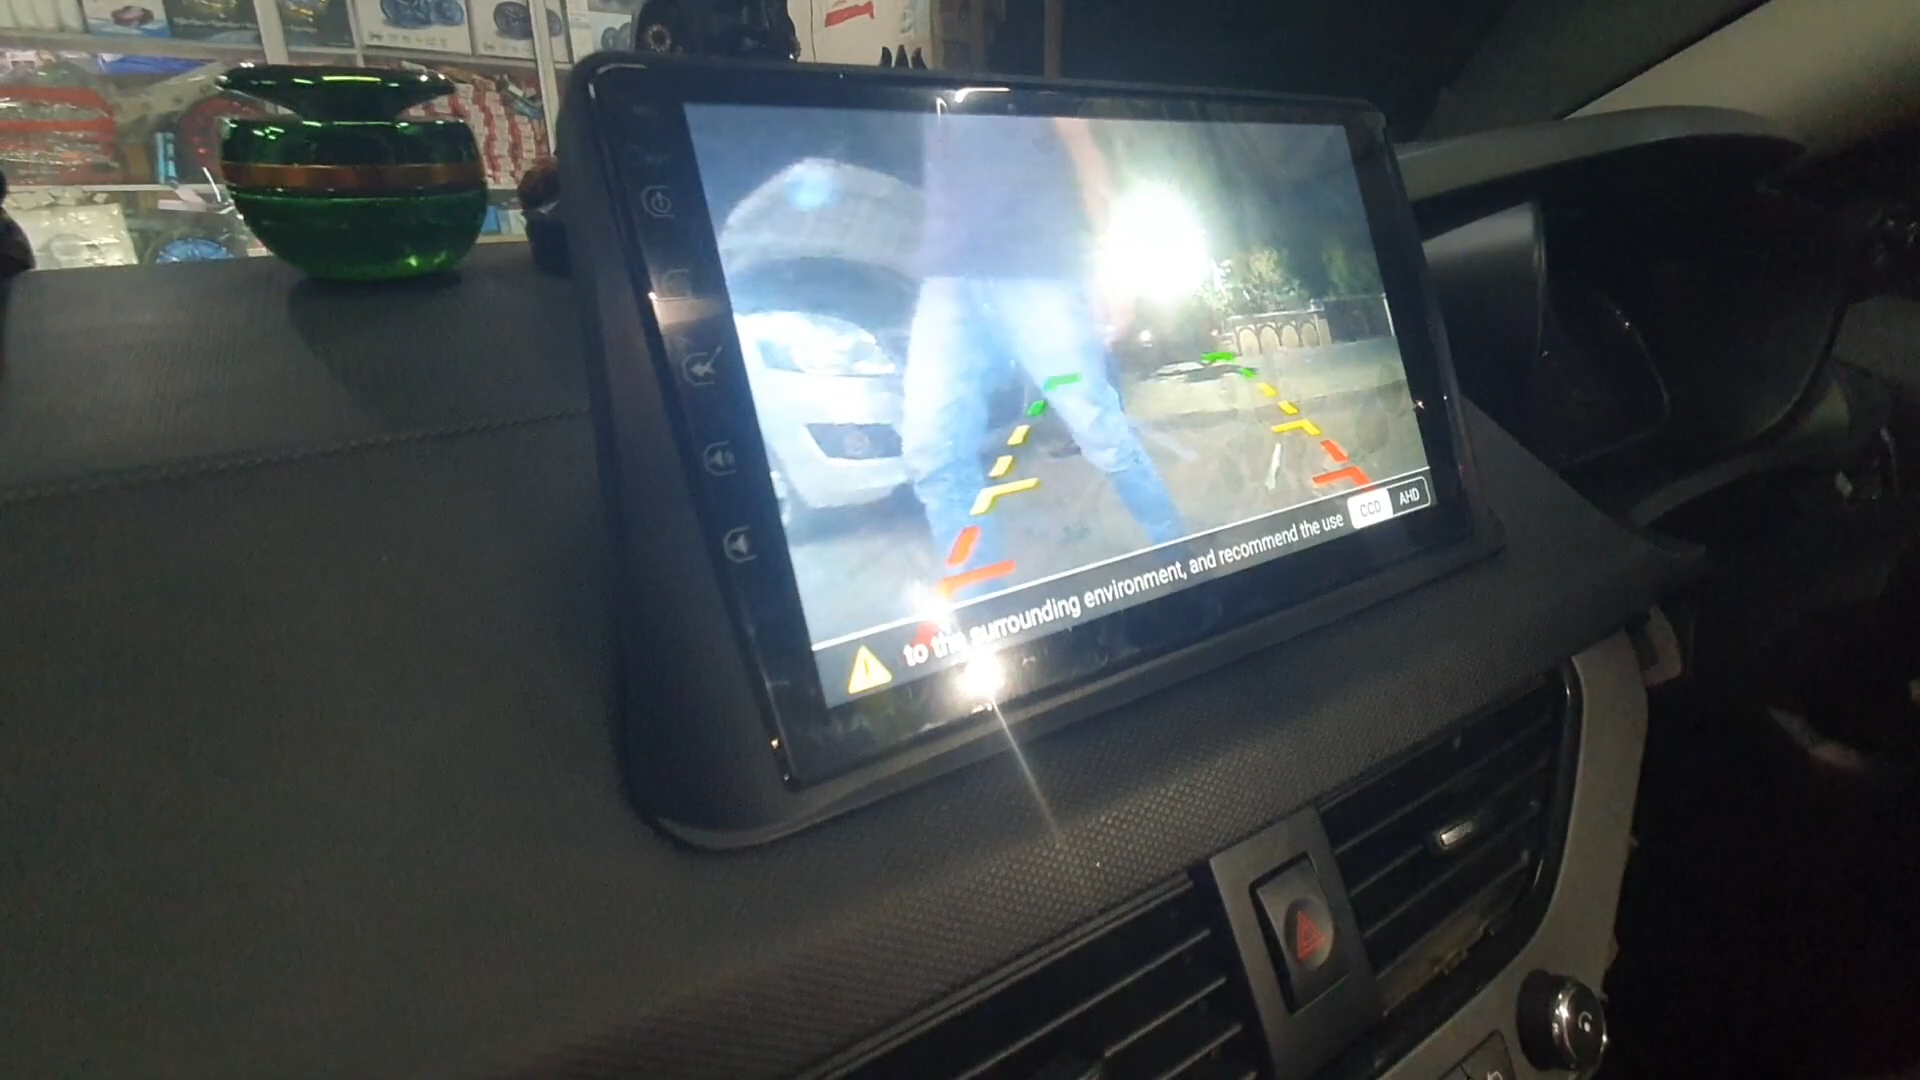 to the surrounding environment, and recommend the use
CCD AHD